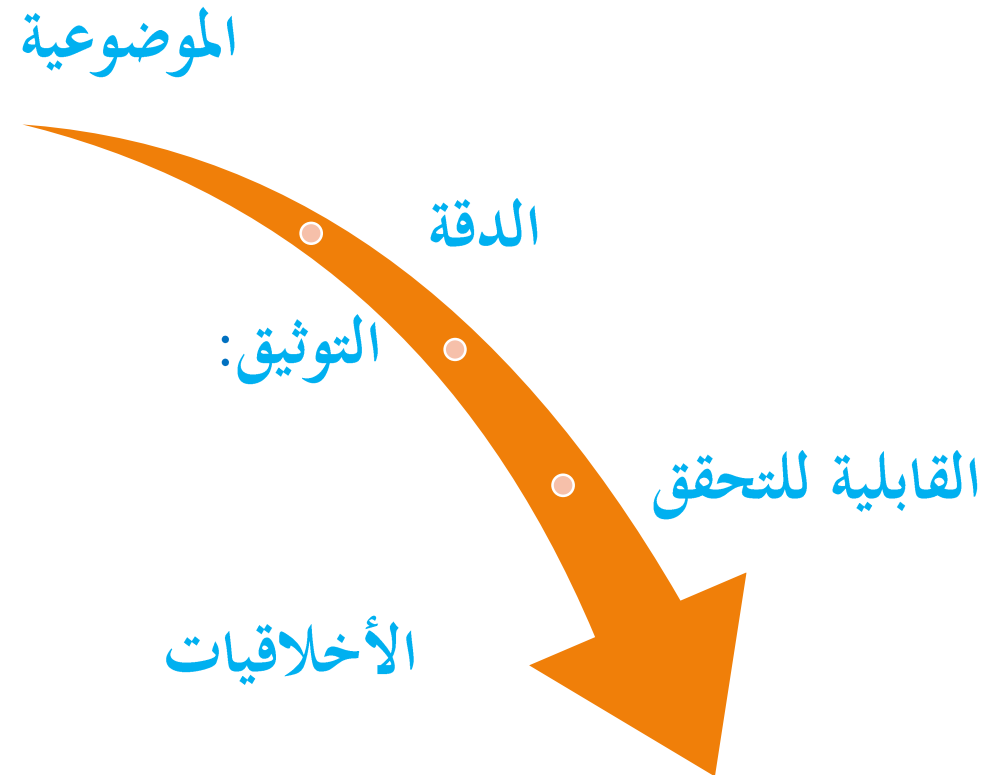 الموضوعية
الدقة
التوثيق:
القابلية للتحقق
الأخلاقيات